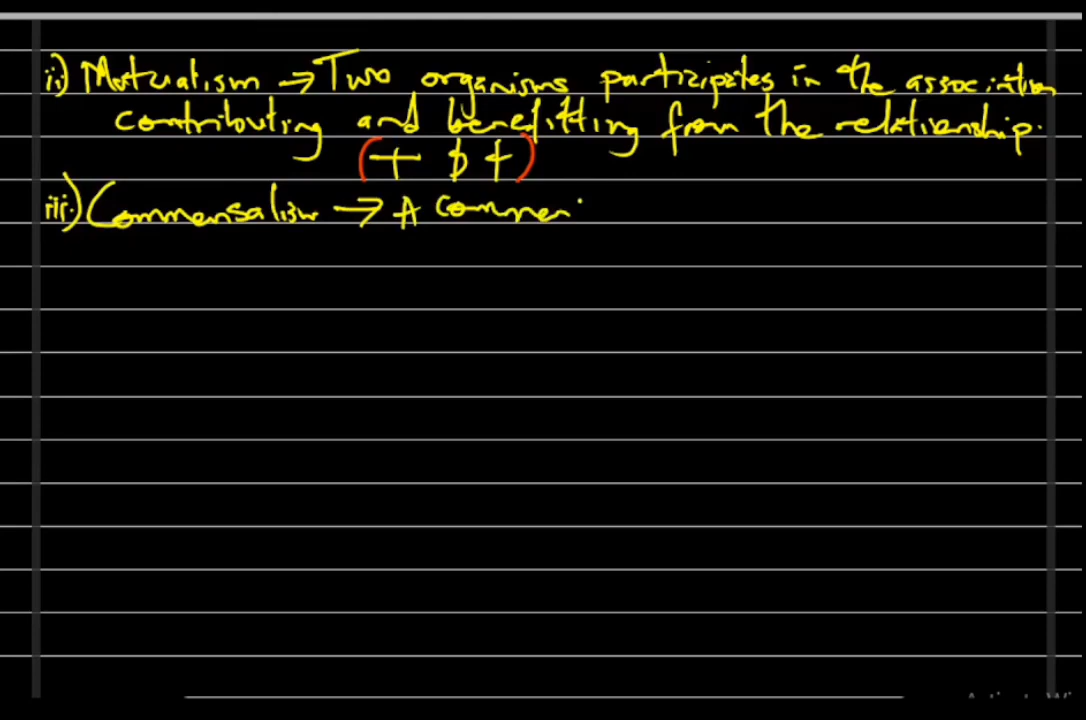 ii) Mutualism → Two organisms participates in the association
contributing and benefitting from the relationship.
(+ $ +)
iii.) Commensalism → A commen